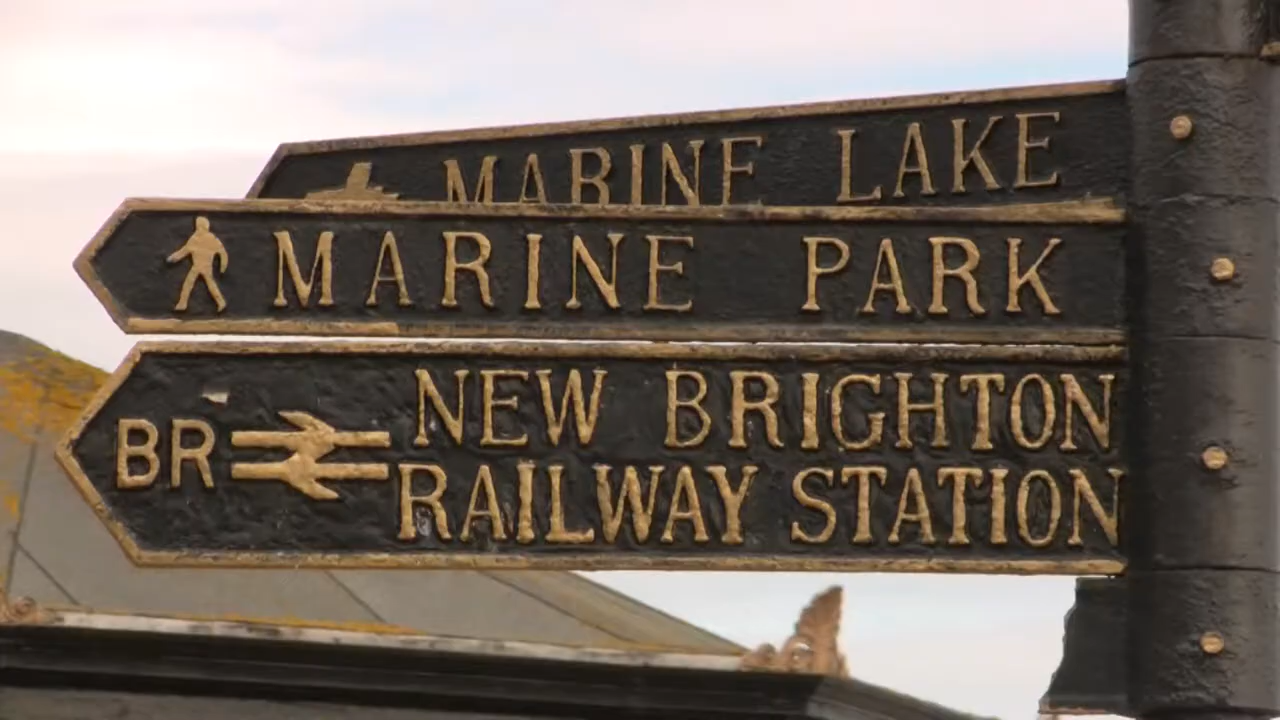 MARINE LAKE
MARINE PARK
BR NEW BRIGHTON
RAILWAY STATION